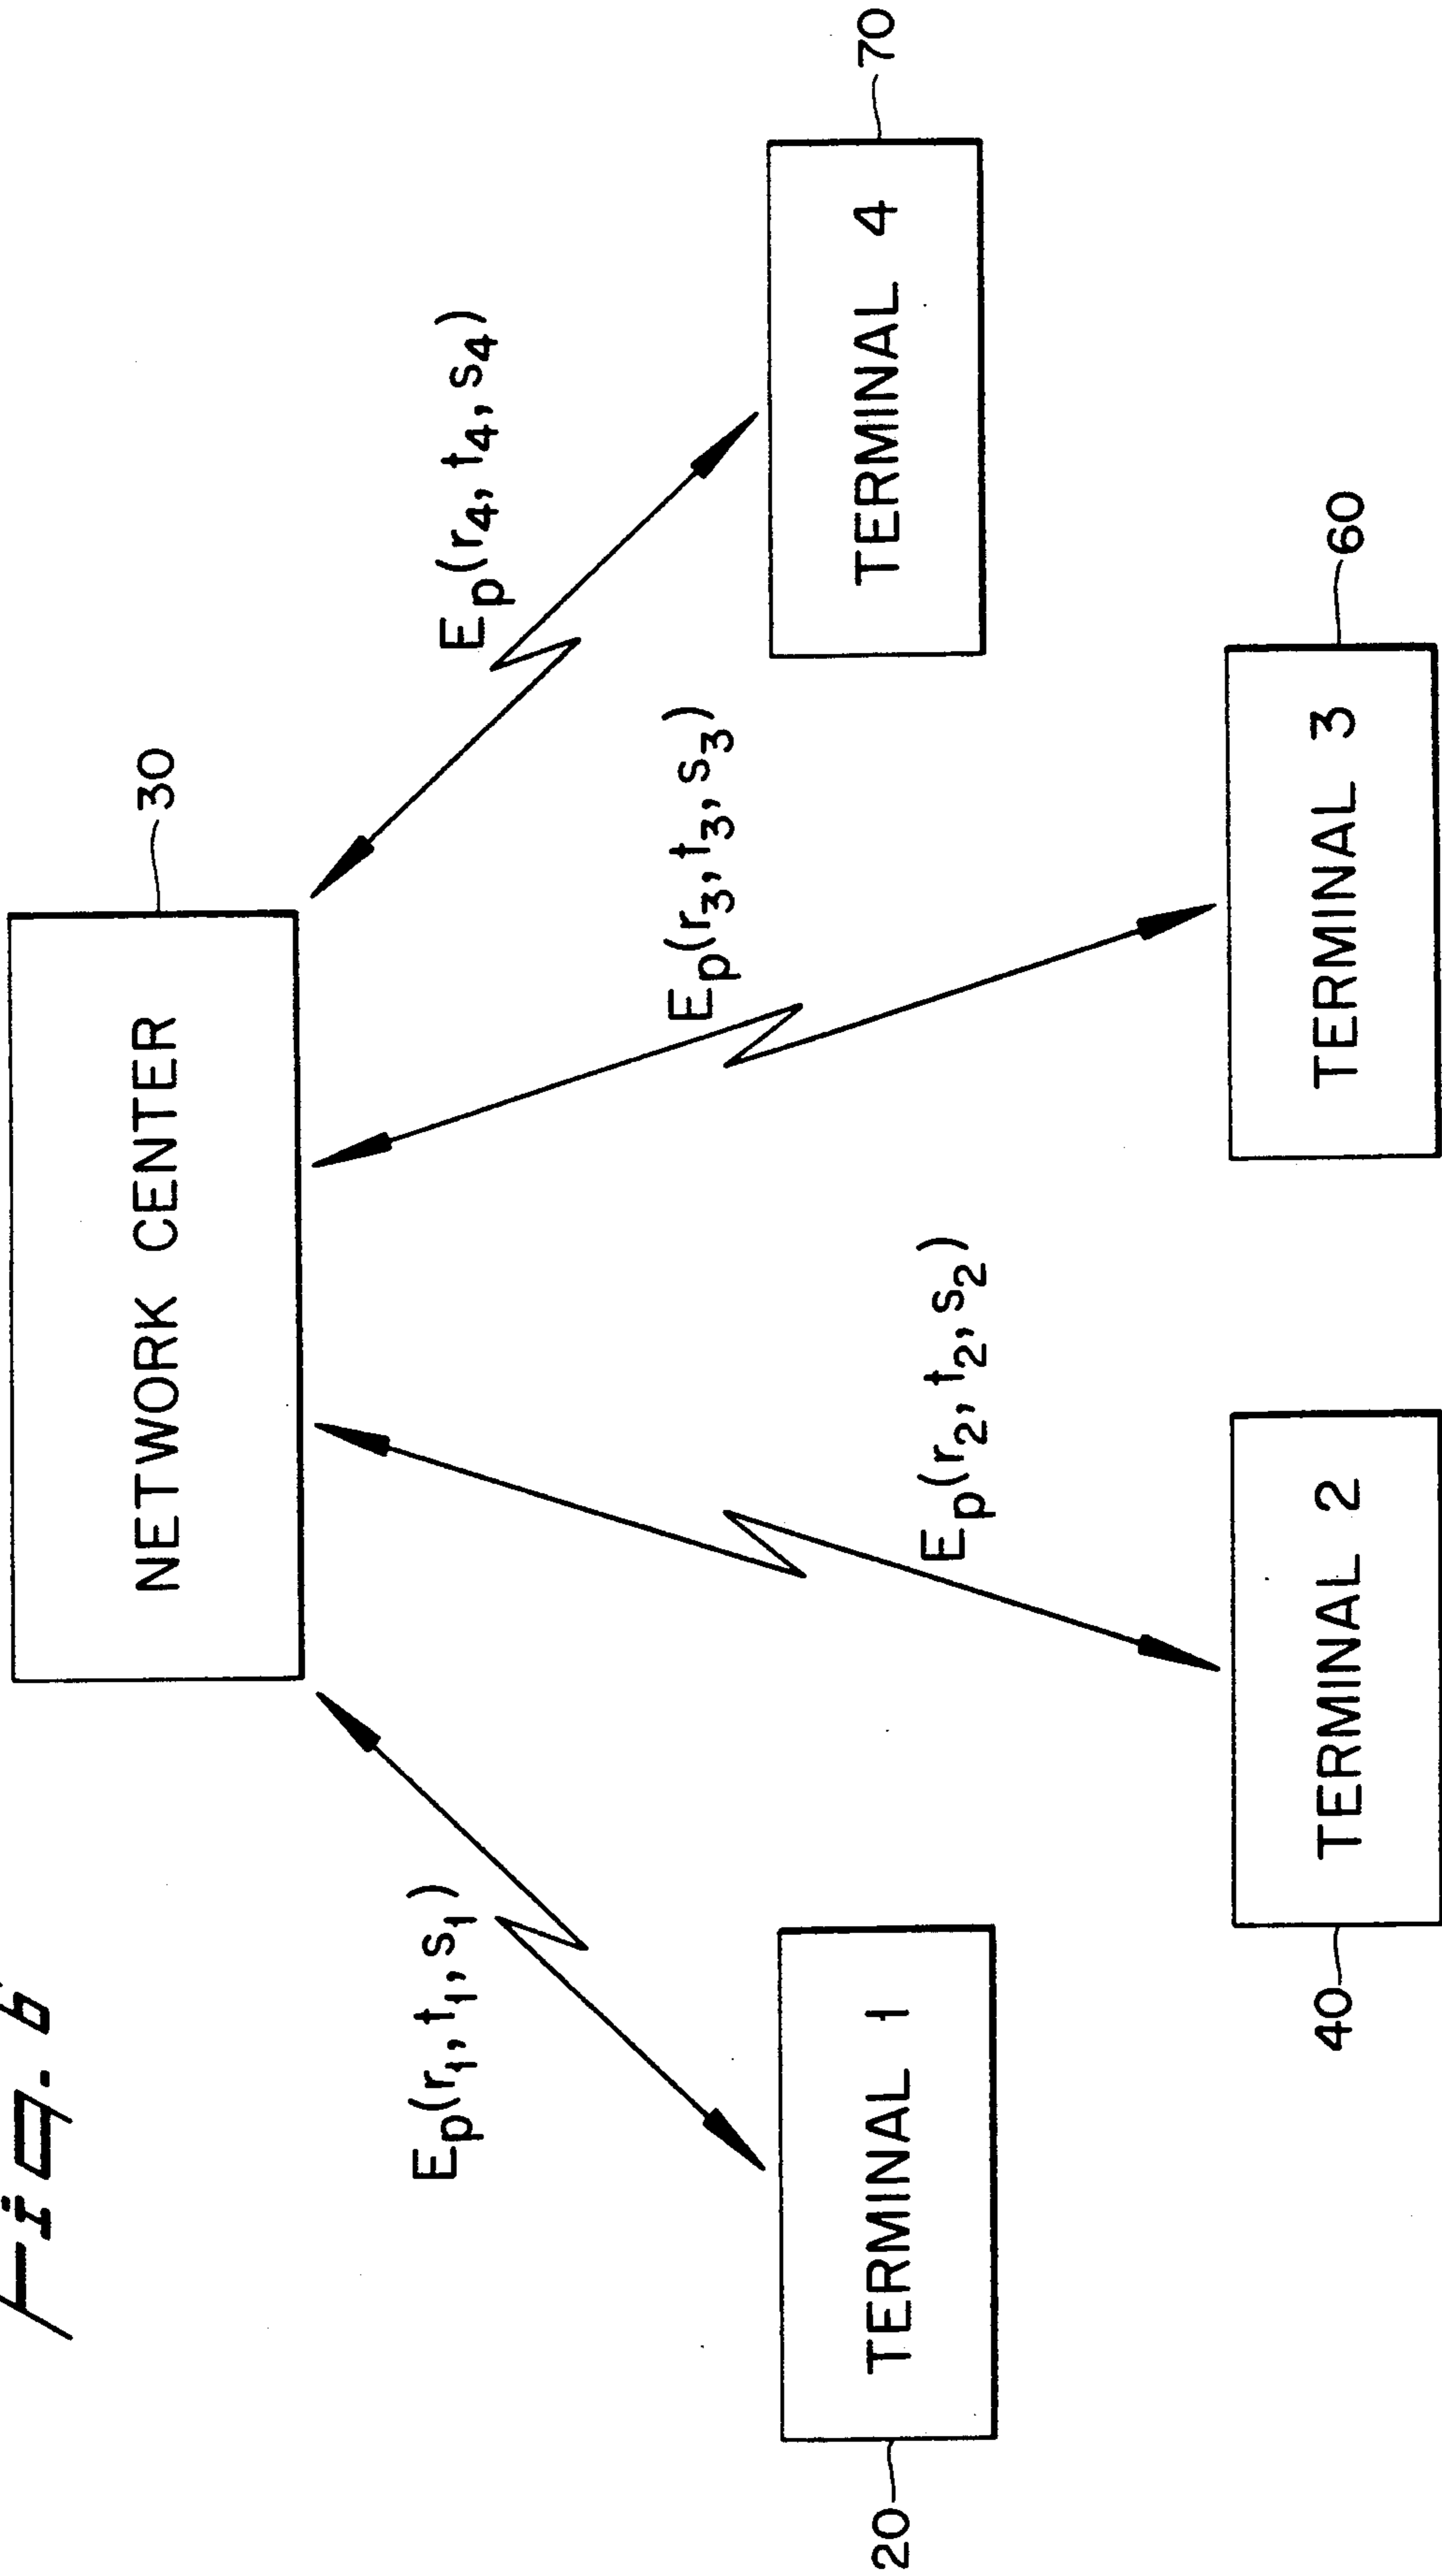 Fig. 6
NETWORK CENTER
30
Ep(r1, t1, s1)
Ep(r2, t2, s2)
Ep(r3, t3, s3)
Ep(r4, t4, s4)
TERMINAL 1
20
TERMINAL 2
40
TERMINAL 3
60
TERMINAL 4
70